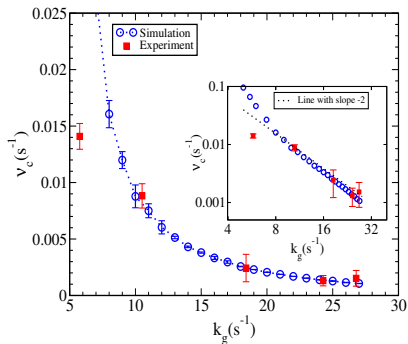 Simulation
Experiment
0.025
0.02
0.015
0.01
0.005
0
ν_c(s⁻¹)
5 10 15 20 25 30
k_g(s⁻¹)
Line with slope -2
0.1
0.01
0.001
ν_c(s⁻¹)
4 8 16 32
k_g(s⁻¹)